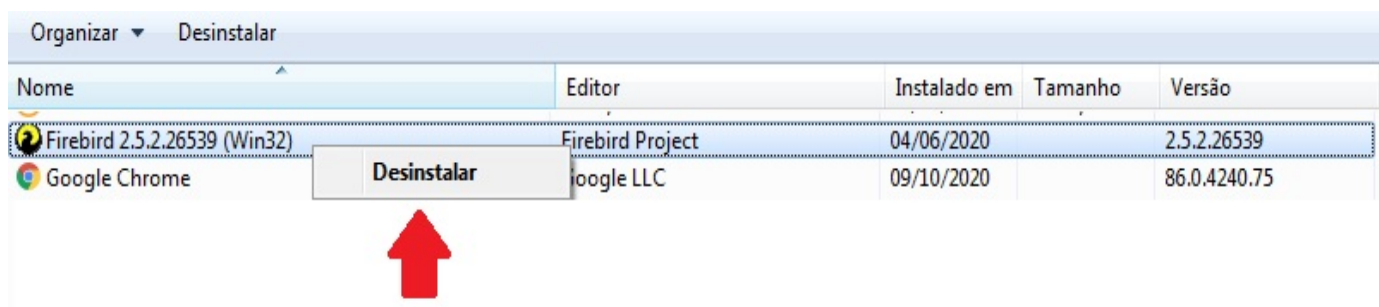 Organizar Desinstalar
Nome Editor Instalado em Tamanho Versão
Firebird 2.5.2.26539 (Win32) Firebird Project 04/06/2020 2.5.2.26539
Google Chrome Desinstalar Google LLC 09/10/2020 86.0.4240.75